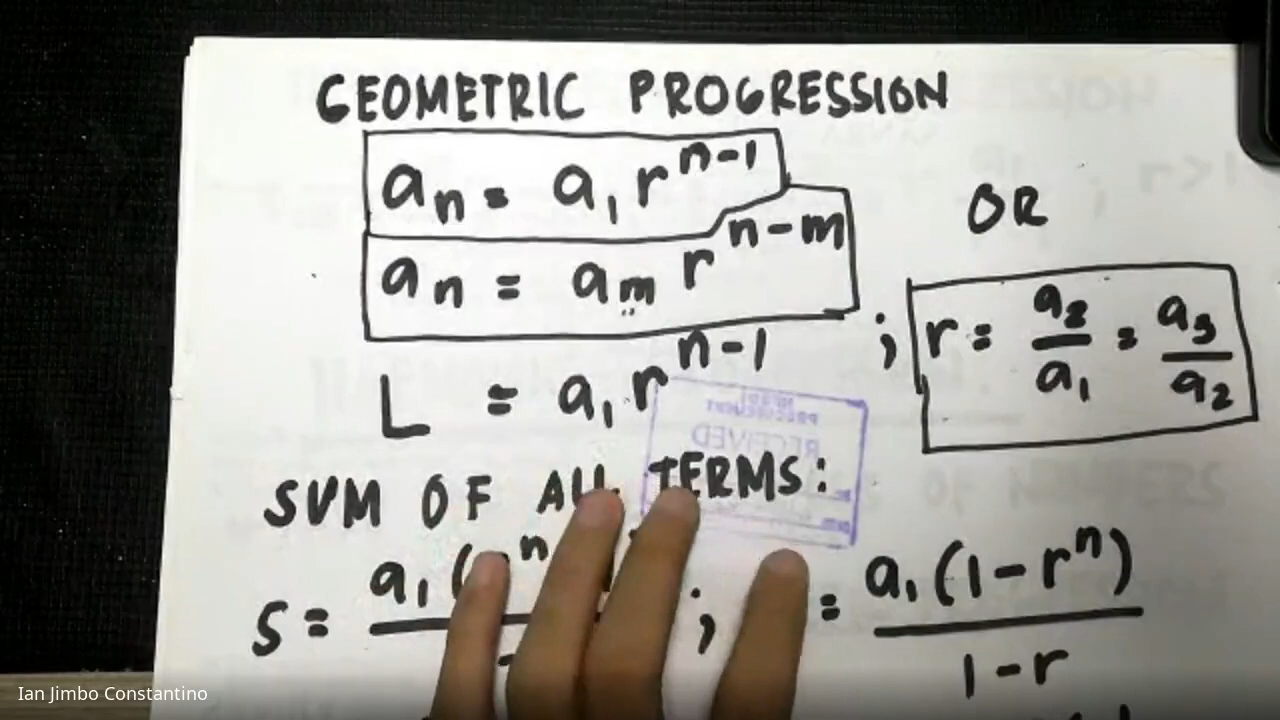 GEOMETRIC PROGRESSION
aₙ = a₁ rⁿ⁻¹
aₙ = aₘ rⁿ⁻ᵐ
OR
L = a₁ rⁿ⁻¹ ; r = a₂/a₁ = a₃/a₂
SUM OF ALL TERMS:
S = a₁( ⁿ ; = a₁(1-rⁿ)/1-r
Ian Jimbo Constantino